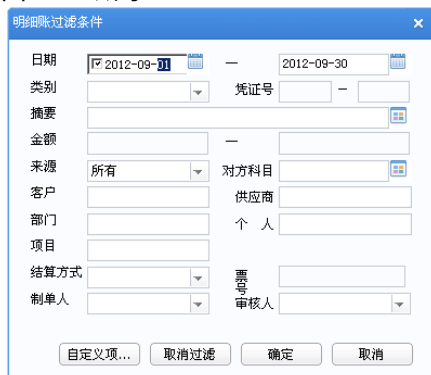 明细账过滤条件 ×
日期 2012-09-01 — 2012-09-30
类别 凭证号 -
摘要
金额 —
来源 所有 对方科目
客户 供应商
部门 个 人
项目
结算方式 票号
制单人 审核人
自定义项... 取消过滤 确定 取消